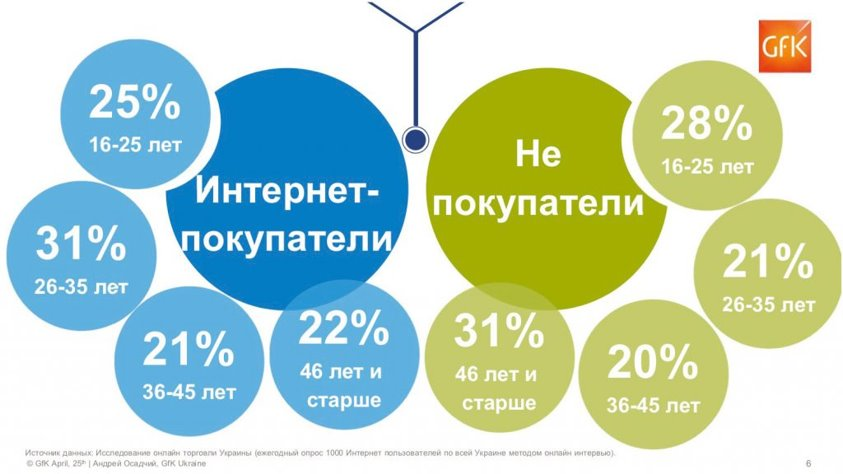 GfK
25%
16-25 лет
31%
26-35 лет
21%
36-45 лет
22%
46 лет и
старше
Интернет-
покупатели
Не
покупатели
28%
16-25 лет
21%
26-35 лет
20%
36-45 лет
31%
46 лет и
старше
Источник данных: Исследование онлайн торговли Украины (ежегодный опрос 1000 Интернет пользователей по всей Украине методом онлайн интервью).
© GfK April, 25th | Андрей Осадчий, GfK Ukraine
6